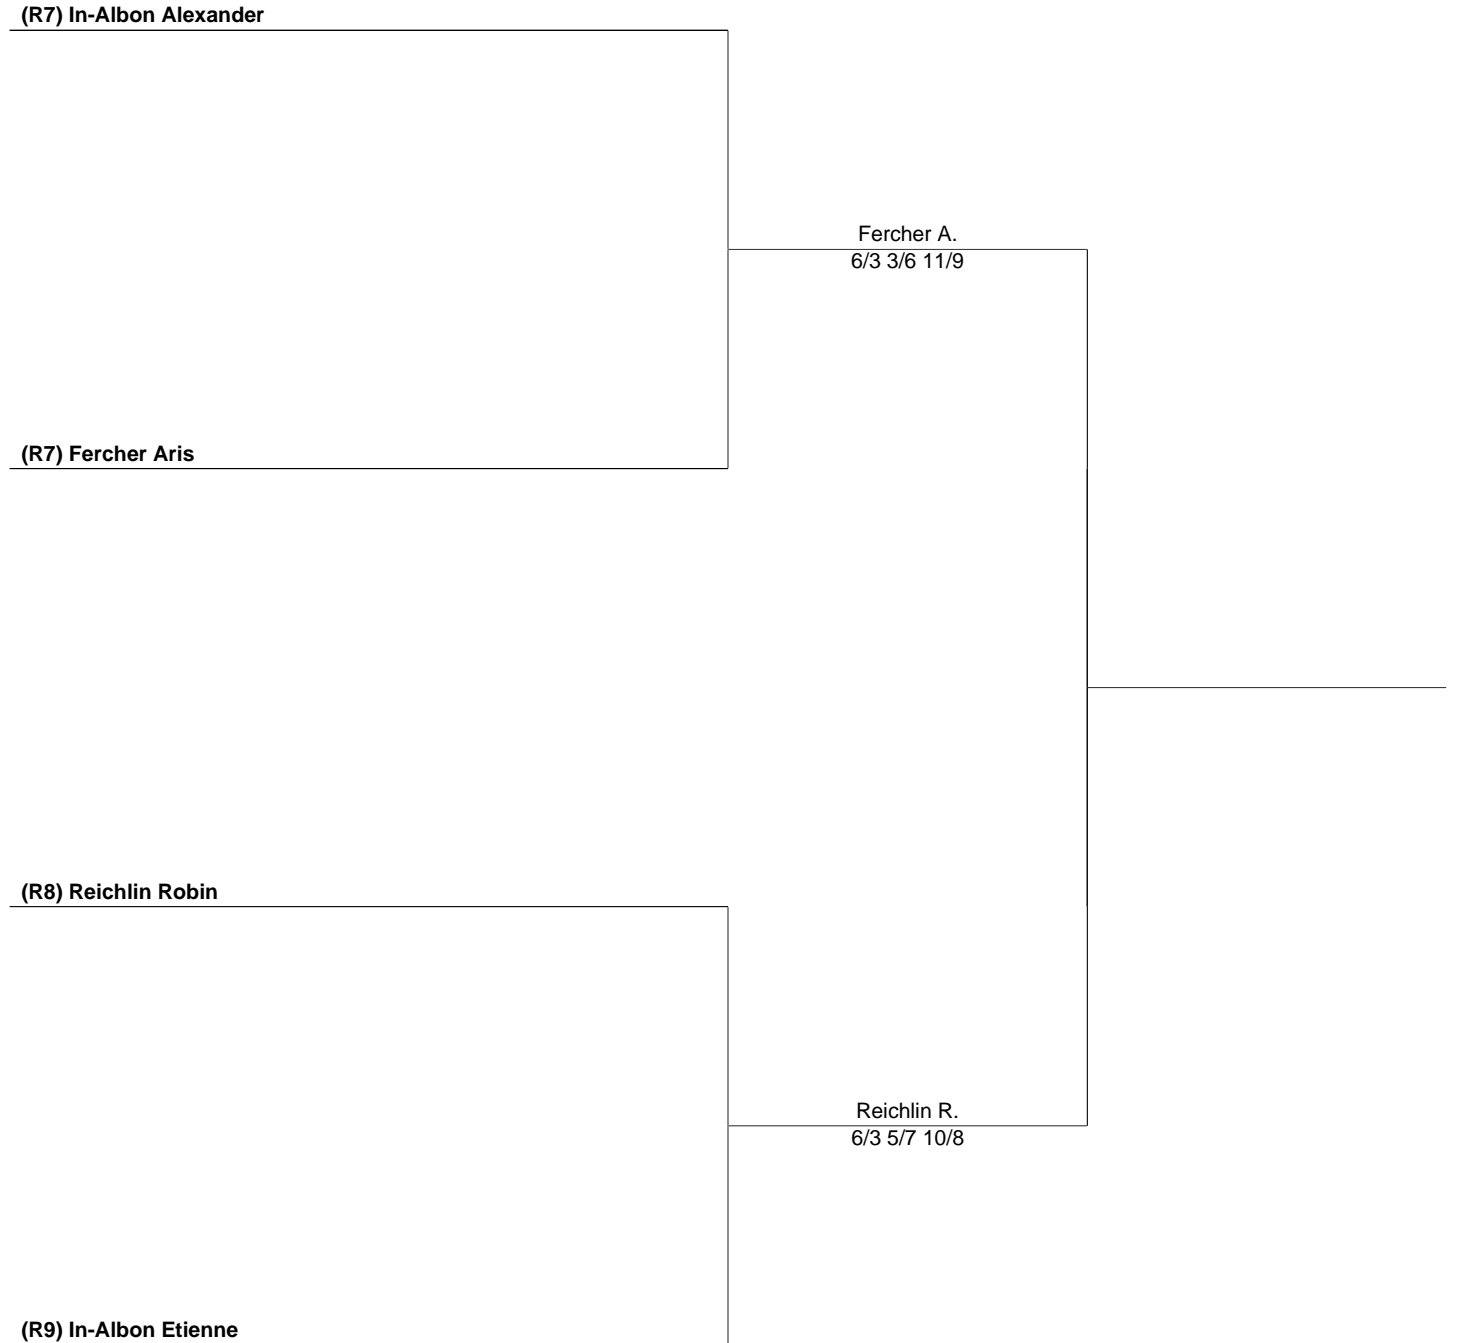 (R7) In-Albon Alexander
Fercher A.
6/3 3/6 11/9
(R7) Fercher Aris
(R8) Reichlin Robin
Reichlin R.
6/3 5/7 10/8
(R9) In-Albon Etienne